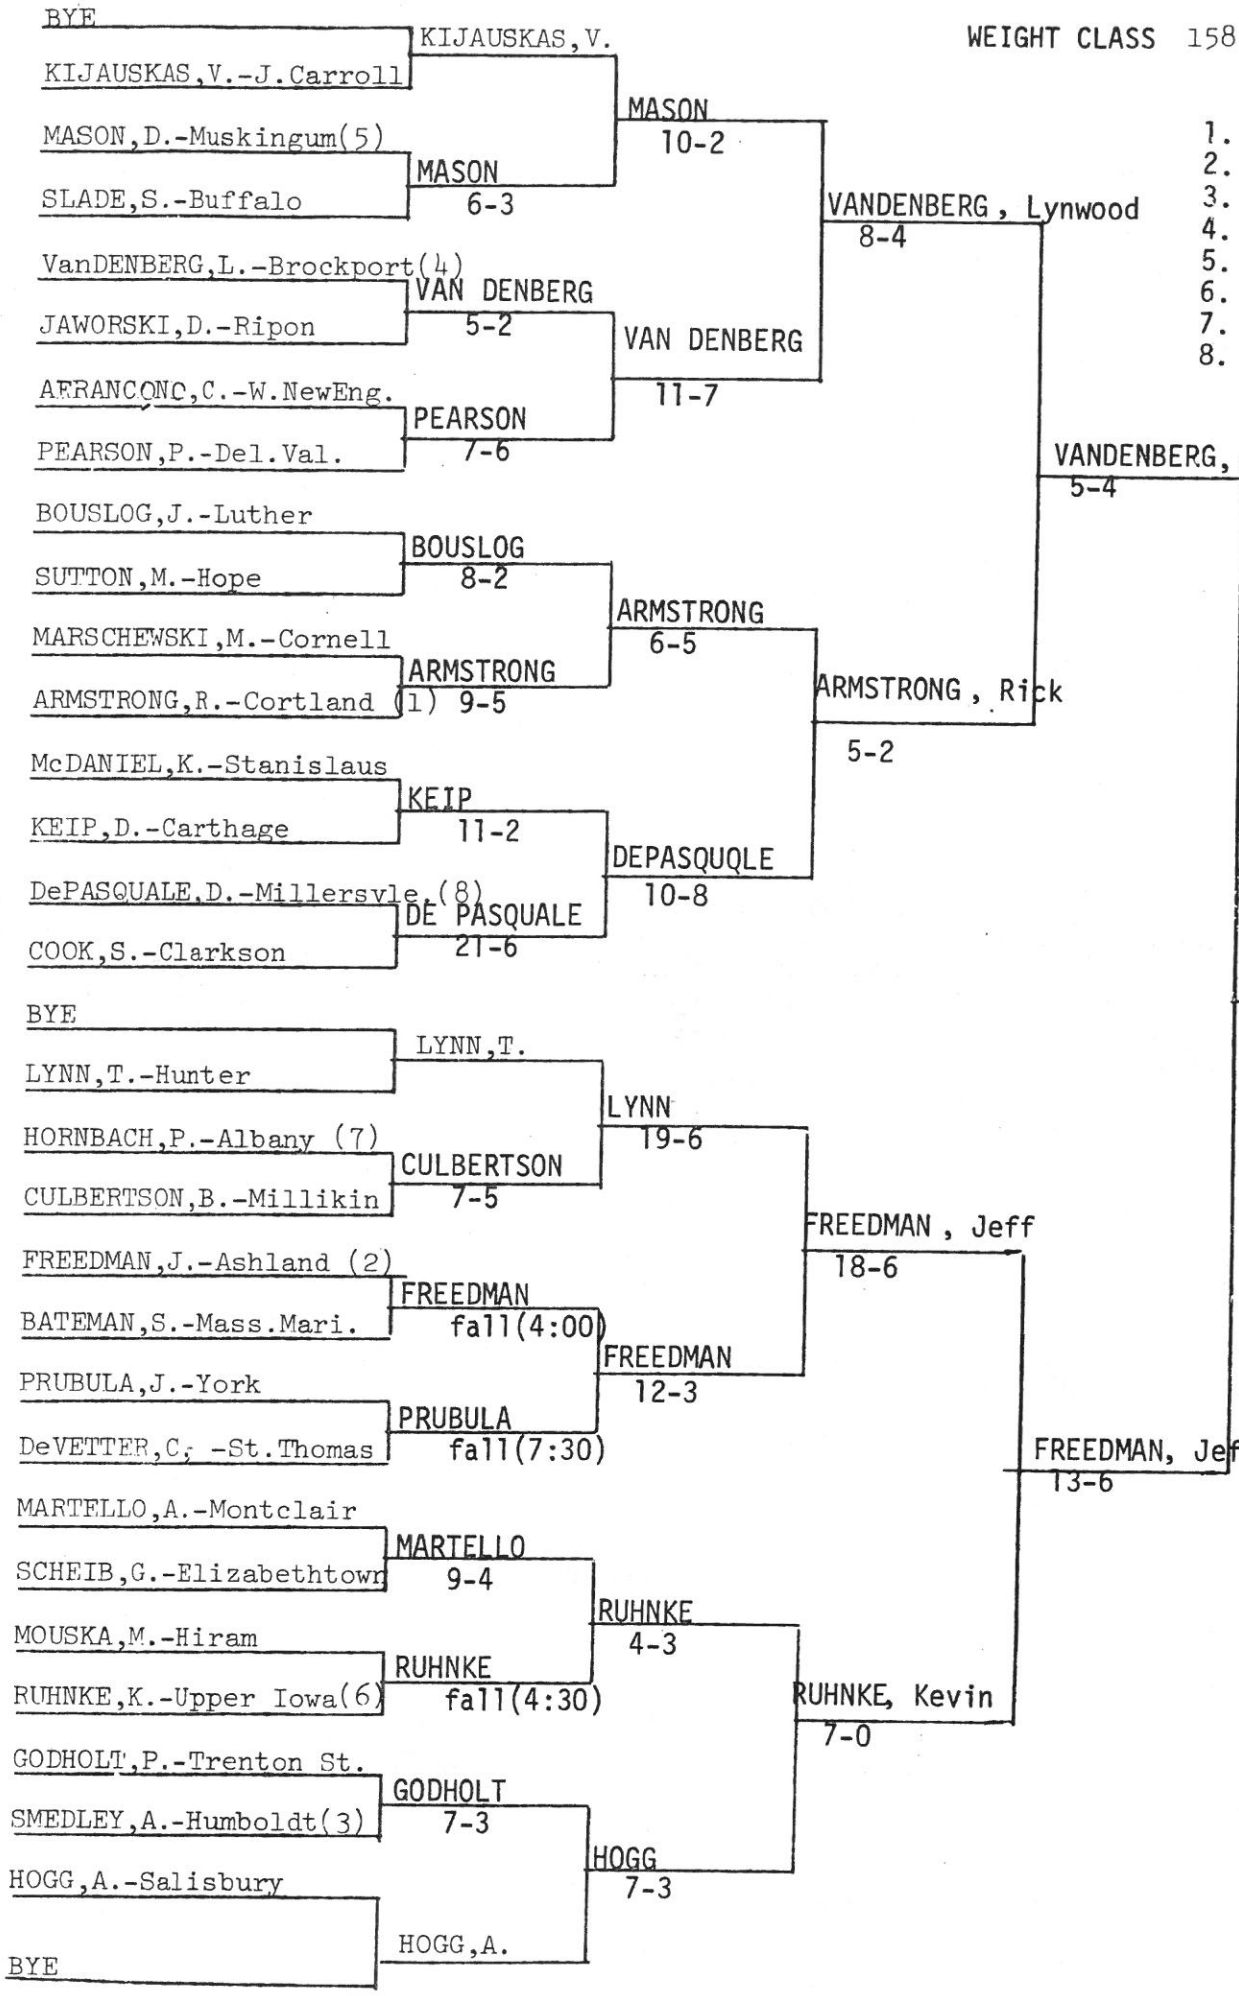 BYE
KIJAUSKAS,V.
WEIGHT CLASS 158
KIJAUSKAS,V.-J.Carroll
MASON
10-2
MASON,D.-Muskingum(5)
MASON
6-3
SLADE,S.-Buffalo
1.
2.
3.
4.
5.
6.
7.
8.
VANDENBERG, Lynwood
8-4
VanDENBERG,L.-Brockport(4)
VAN DENBERG
5-2
JAWORSKI,D.-Ripon
VAN DENBERG
11-7
AFRANCONO,C.-W.NewEng.
PEARSON
7-6
PEARSON,P.-Del.Val.
VANDENBERG,
5-4
BOUSLOG,J.-Luther
BOUSLOG
8-2
SUTTON,M.-Hope
ARMSTRONG
6-5
MARSCHEWSKI,M.-Cornell
ARMSTRONG
9-5
ARMSTRONG,R.-Cortland (1)
ARMSTRONG, Rick
5-2
McDANIEL,K.-Stanislaus
KEIP
11-2
KEIP,D.-Carthage
DEPASQUQLE
10-8
DePASQUALE,D.-Millersvle.(8)
DE PASQUALE
21-6
COOK,S.-Clarkson
BYE
LYNN,T.
LYNN,T.-Hunter
LYNN
19-6
HORNBACH,P.-Albany (7)
CULBERTSON
7-5
CULBERTSON,B.-Millikin
FREEDMAN, Jeff
18-6
FREEDMAN,J.-Ashland (2)
FREEDMAN
fall(4:00)
BATEMAN,S.-Mass.Mari.
FREEDMAN
12-3
PRUBULA,J.-York
PRUBULA
fall(7:30)
DeVETTER,C. -St.Thomas
FREEDMAN, Jef
13-6
MARTELLO,A.-Montclair
MARTELLO
9-4
SCHEIB,G.-Elizabethtown
RUHNKE
4-3
MOUSKA,M.-Hiram
RUHNKE
fall(4:30)
RUHNKE,K.-Upper Iowa(6)
RUHNKE, Kevin
7-0
GODHOLT,P.-Trenton St.
GODHOLT
7-3
SMEDLEY,A.-Humboldt(3)
HOGG
7-3
HOGG,A.-Salisbury
HOGG,A.
BYE